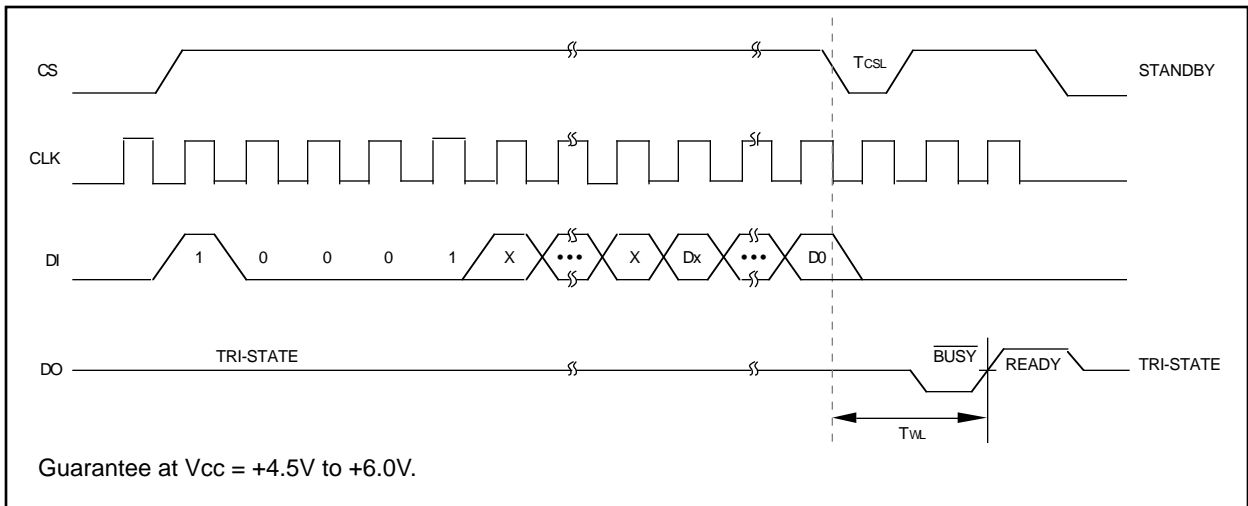 CS
TCSL
STANDBY
CLK
DI
1 0 0 0 1 X ••• X Dx ••• D0
DO
TRI-STATE
BUSY
READY
TRI-STATE
TWL
Guarantee at Vcc = +4.5V to +6.0V.